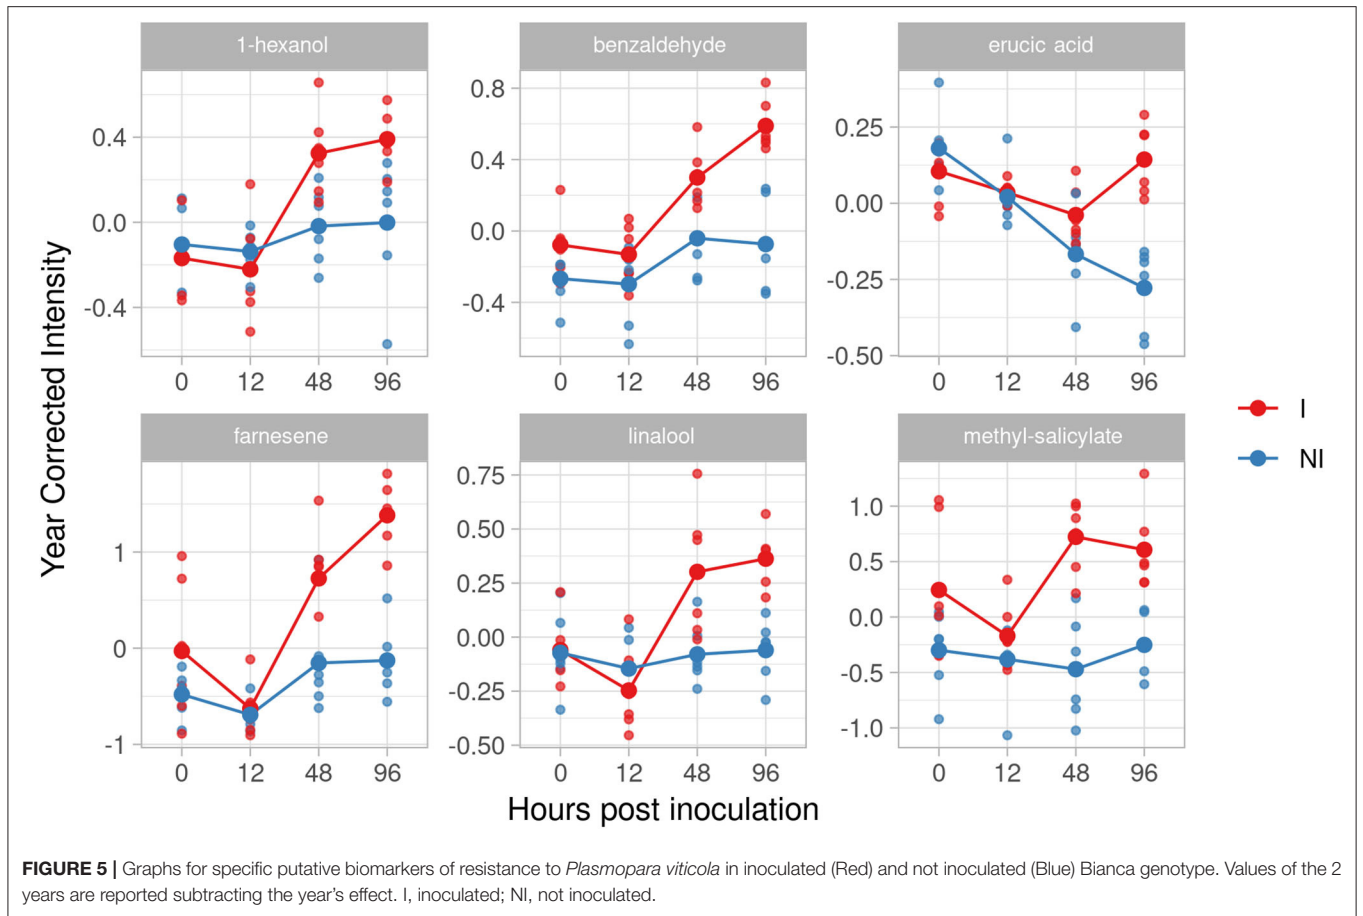 1-hexanol
benzaldehyde
erucic acid
0.4
0.0
-0.4
0.8
0.4
0.0
-0.4
0.25
0.00
-0.25
-0.50
0 12 48 96
0 12 48 96
0 12 48 96
Year Corrected Intensity
I
NI
farnesene
linalool
methyl-salicylate
1
0
-1
0.75
0.50
0.25
0.00
-0.25
-0.50
1.0
0.5
0.0
-0.5
-1.0
0 12 48 96
0 12 48 96
0 12 48 96
Hours post inoculation
FIGURE 5 | Graphs for specific putative biomarkers of resistance to Plasmopara viticola in inoculated (Red) and not inoculated (Blue) Bianca genotype. Values of the 2
years are reported subtracting the year's effect. I, inoculated; NI, not inoculated.